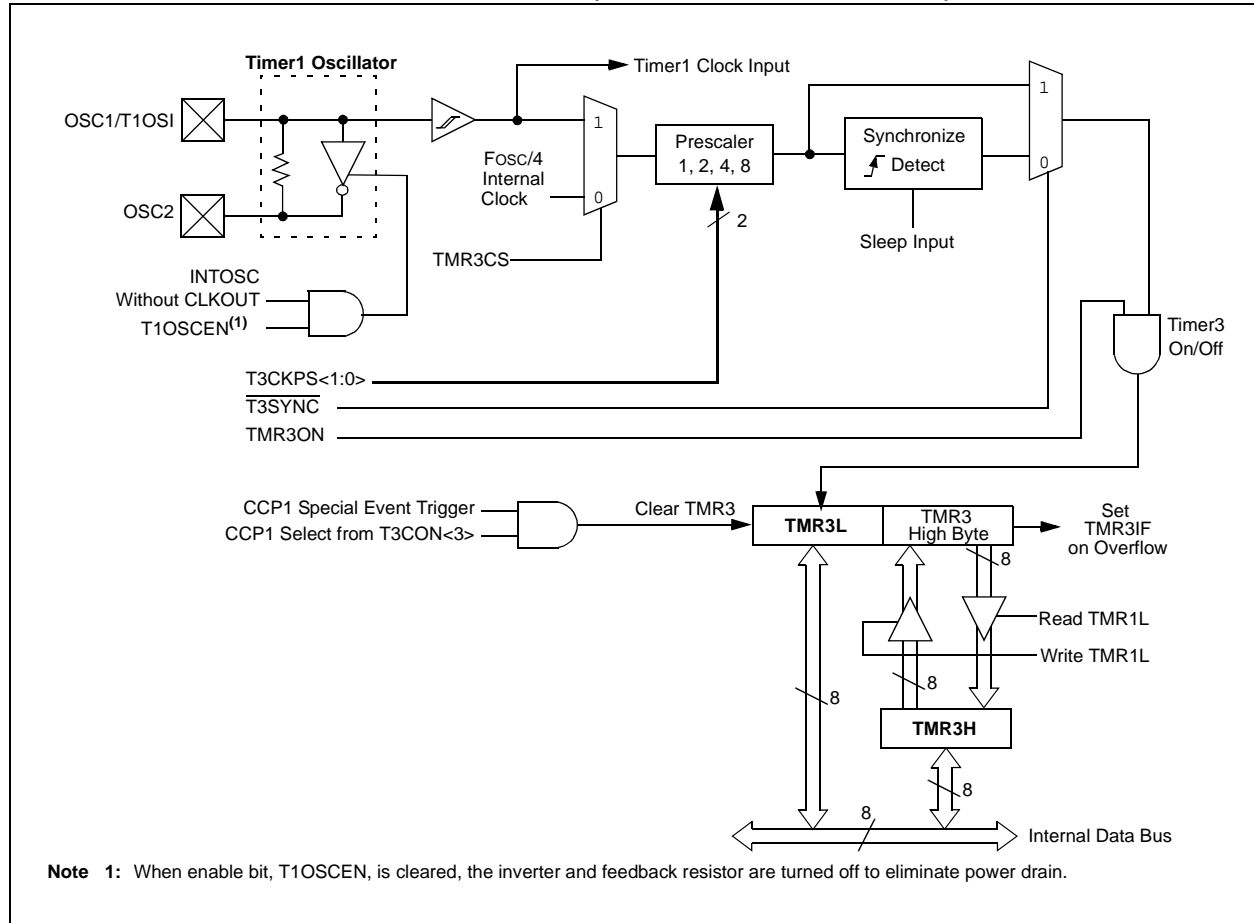 Timer1 Oscillator
Timer1 Clock Input
OSC1/T1OSI
1
1
Prescaler
1, 2, 4, 8
Synchronize
Detect
FOSC/4
Internal
Clock
0
0
OSC2
2
Sleep Input
TMR3CS
INTOSC
Without CLKOUT
T1OSCEN(1)
Timer3
On/Off
T3CKPS<1:0>
T3SYNC
TMR3ON
CCP1 Special Event Trigger
CCP1 Select from T3CON<3>
Clear TMR3
TMR3L
TMR3
High Byte
Set
TMR3IF
on Overflow
8
Read TMR1L
Write TMR1L
8
8
TMR3H
8
8
Internal Data Bus
Note 1: When enable bit, T1OSCEN, is cleared, the inverter and feedback resistor are turned off to eliminate power drain.